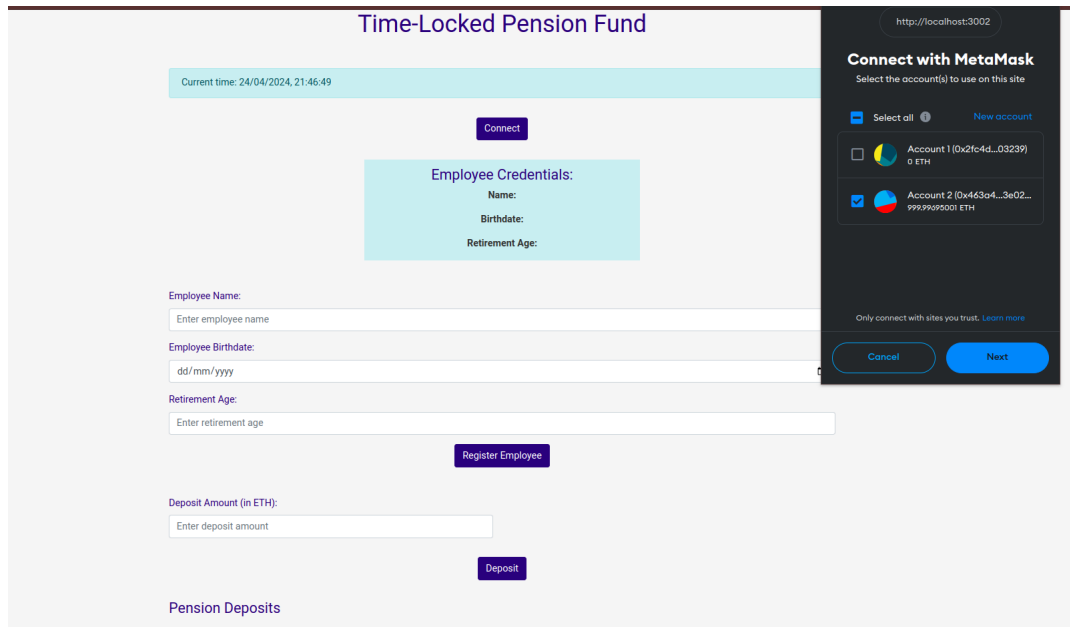 Time-Locked Pension Fund
Current time: 24/04/2024, 21:46:49
Connect
Employee Credentials:
Name:
Birthdate:
Retirement Age:
Employee Name:
Enter employee name
Employee Birthdate:
dd/mm/yyyy
Retirement Age:
Enter retirement age
Register Employee
Deposit Amount (in ETH):
Enter deposit amount
Deposit
Pension Deposits
http://localhost:3002
Connect with MetaMask
Select the account(s) to use on this site
Select all
New account
Account 1 (0x2fc4d...03239)
0 ETH
Account 2 (0x463a4...3e02...
999.99695001 ETH
Only connect with sites you trust. Learn more
Cancel
Next